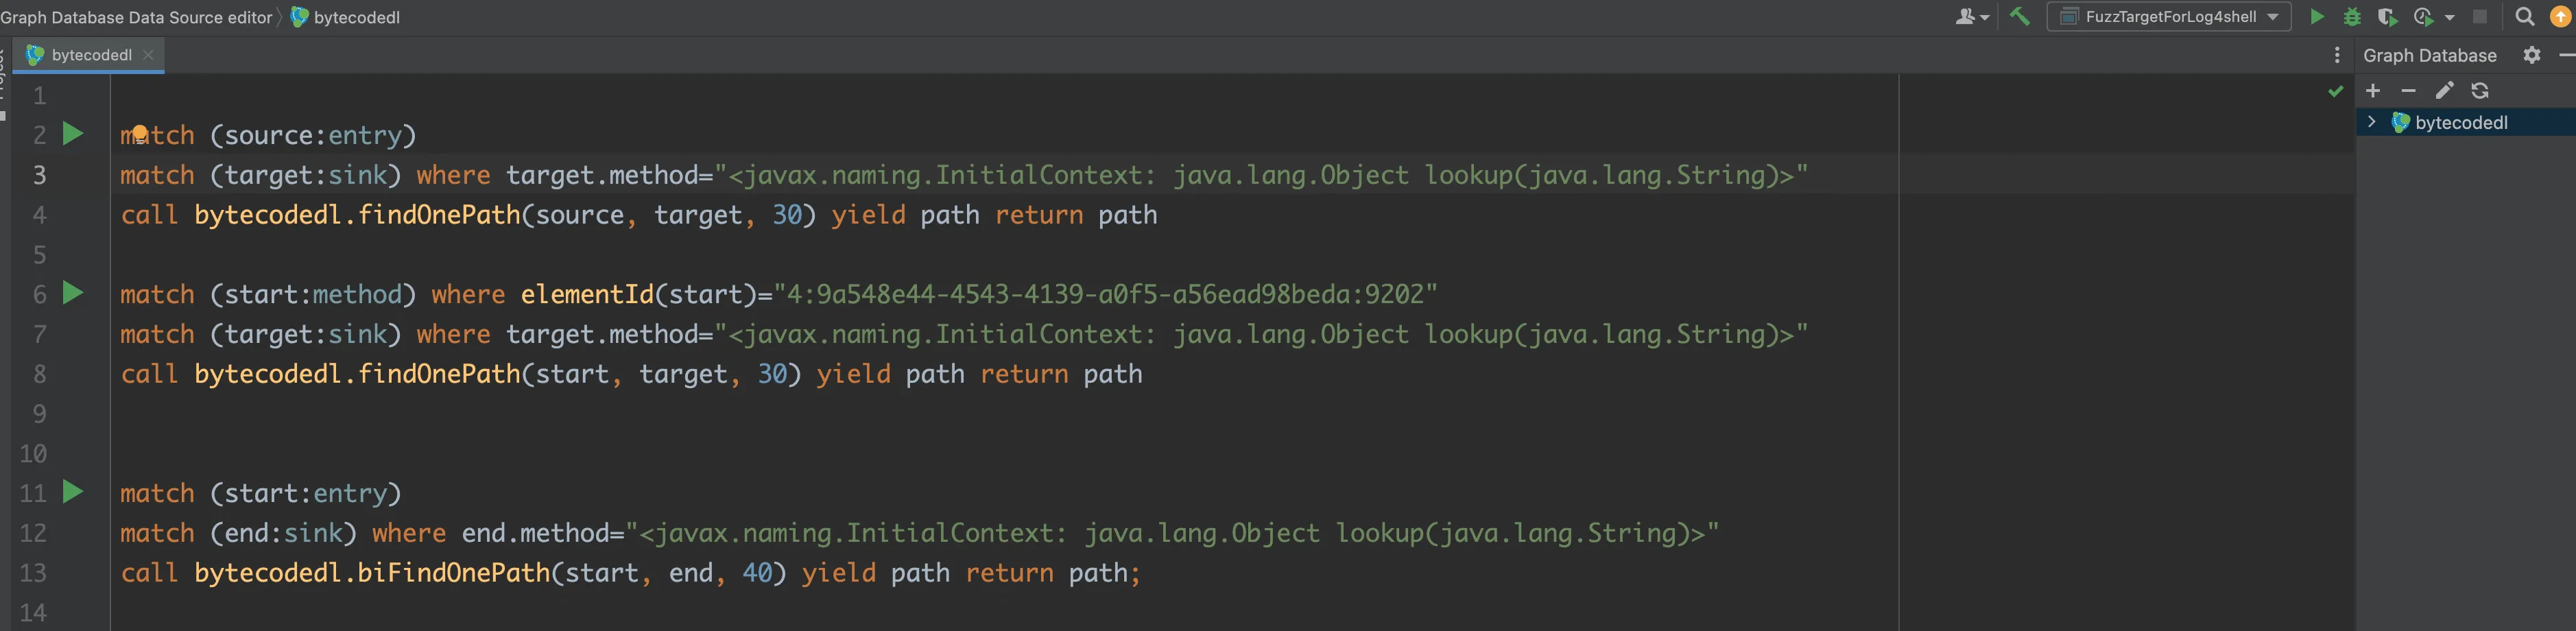 Graph Database Data Source editor bytecodedl
FuzzTargetForLog4shell
bytecodedl
Graph Database
bytecodedl
1
2 match (source:entry)
3 match (target:sink) where target.method="<javax.naming.InitialContext: java.lang.Object lookup(java.lang.String)>"
4 call bytecodedl.findOnePath(source, target, 30) yield path return path
5
6 match (start:method) where elementId(start)="4:9a548e44-4543-4139-a0f5-a56ead98beda:9202"
7 match (target:sink) where target.method="<javax.naming.InitialContext: java.lang.Object lookup(java.lang.String)>"
8 call bytecodedl.findOnePath(start, target, 30) yield path return path
9
10
11 match (start:entry)
12 match (end:sink) where end.method="<javax.naming.InitialContext: java.lang.Object lookup(java.lang.String)>"
13 call bytecodedl.biFindOnePath(start, end, 40) yield path return path;
14